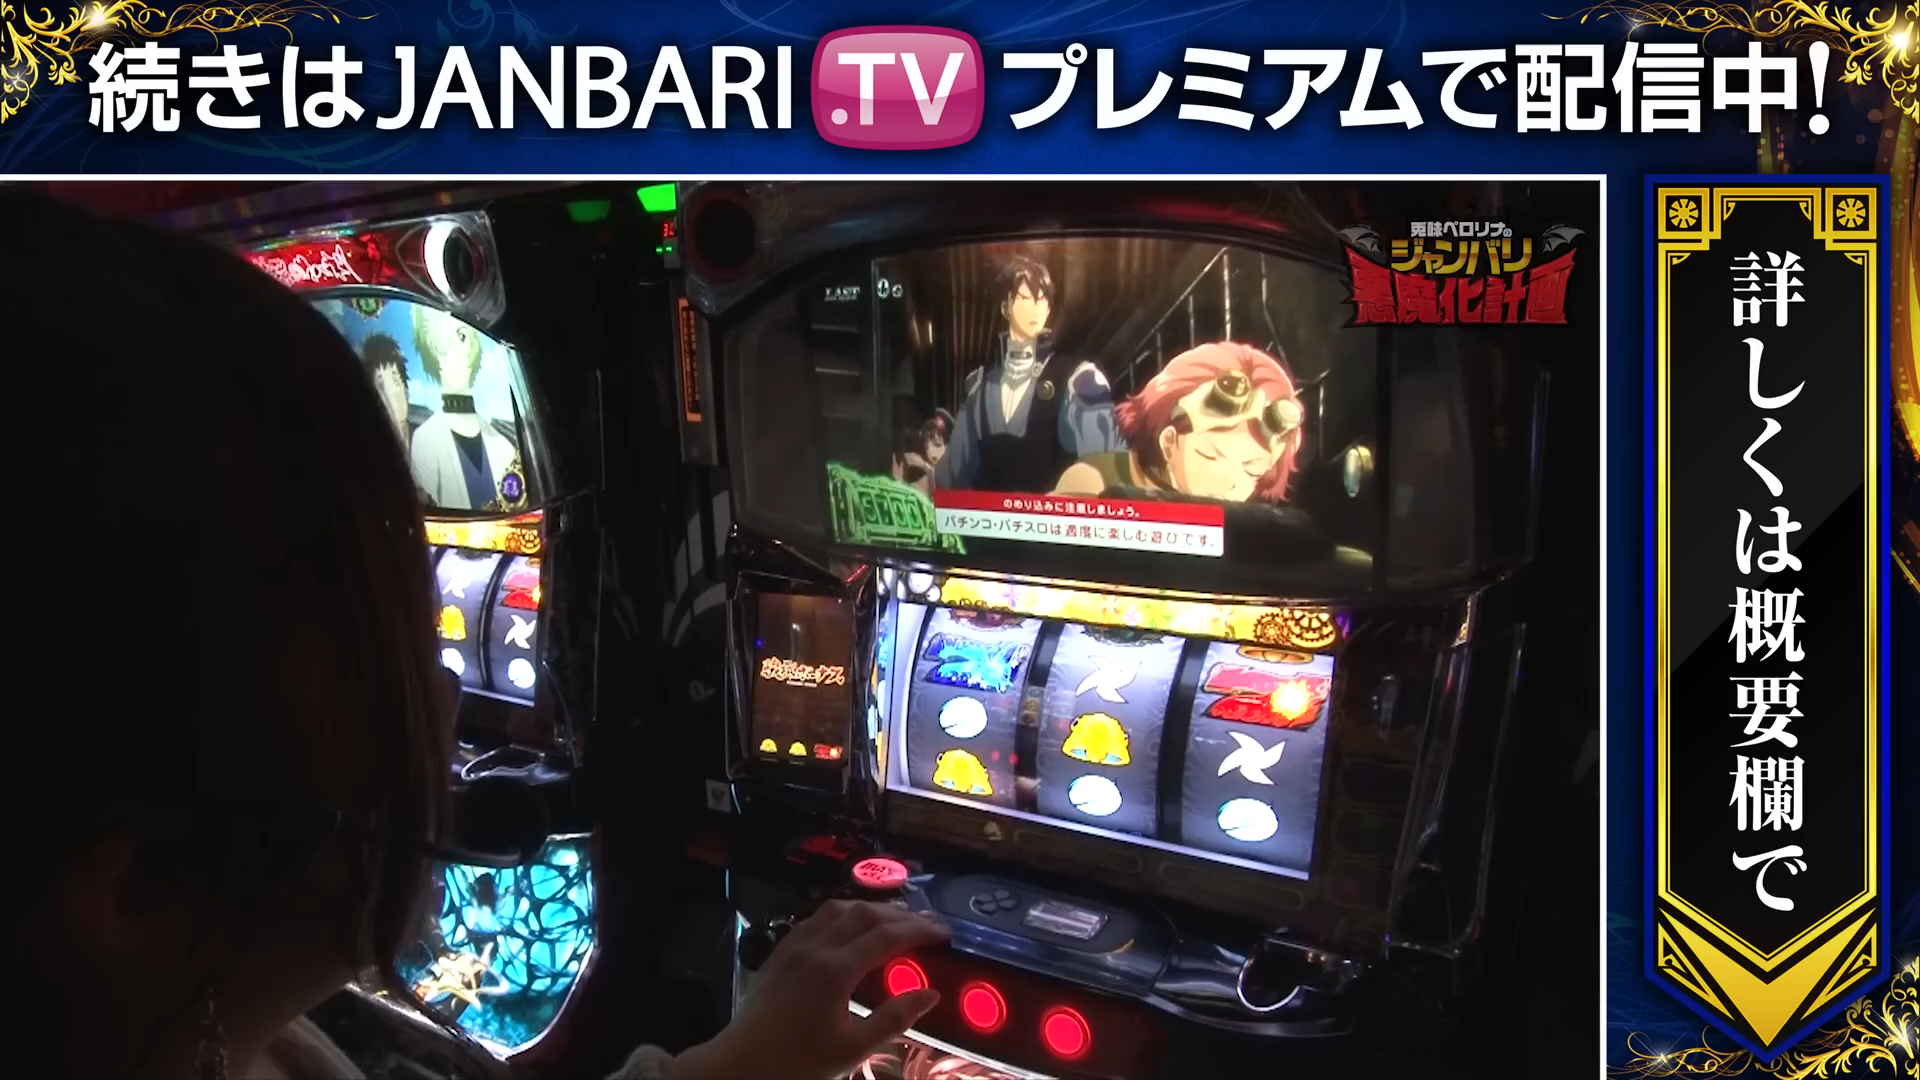 続きはJANBARI.TVプレミアムで配信中!
兎味ペロリナの
ジャンバリ
悪魔化計画
詳しくは概要欄で
LAST
のめり込みに注意しましょう。
パチンコ・パチスロは適度に楽しむ遊びです。